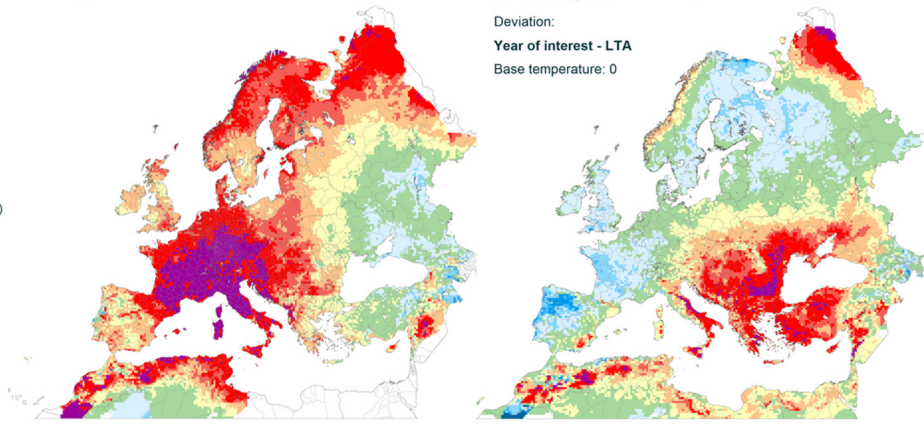 )
Deviation:
Year of interest - LTA
Base temperature: 0